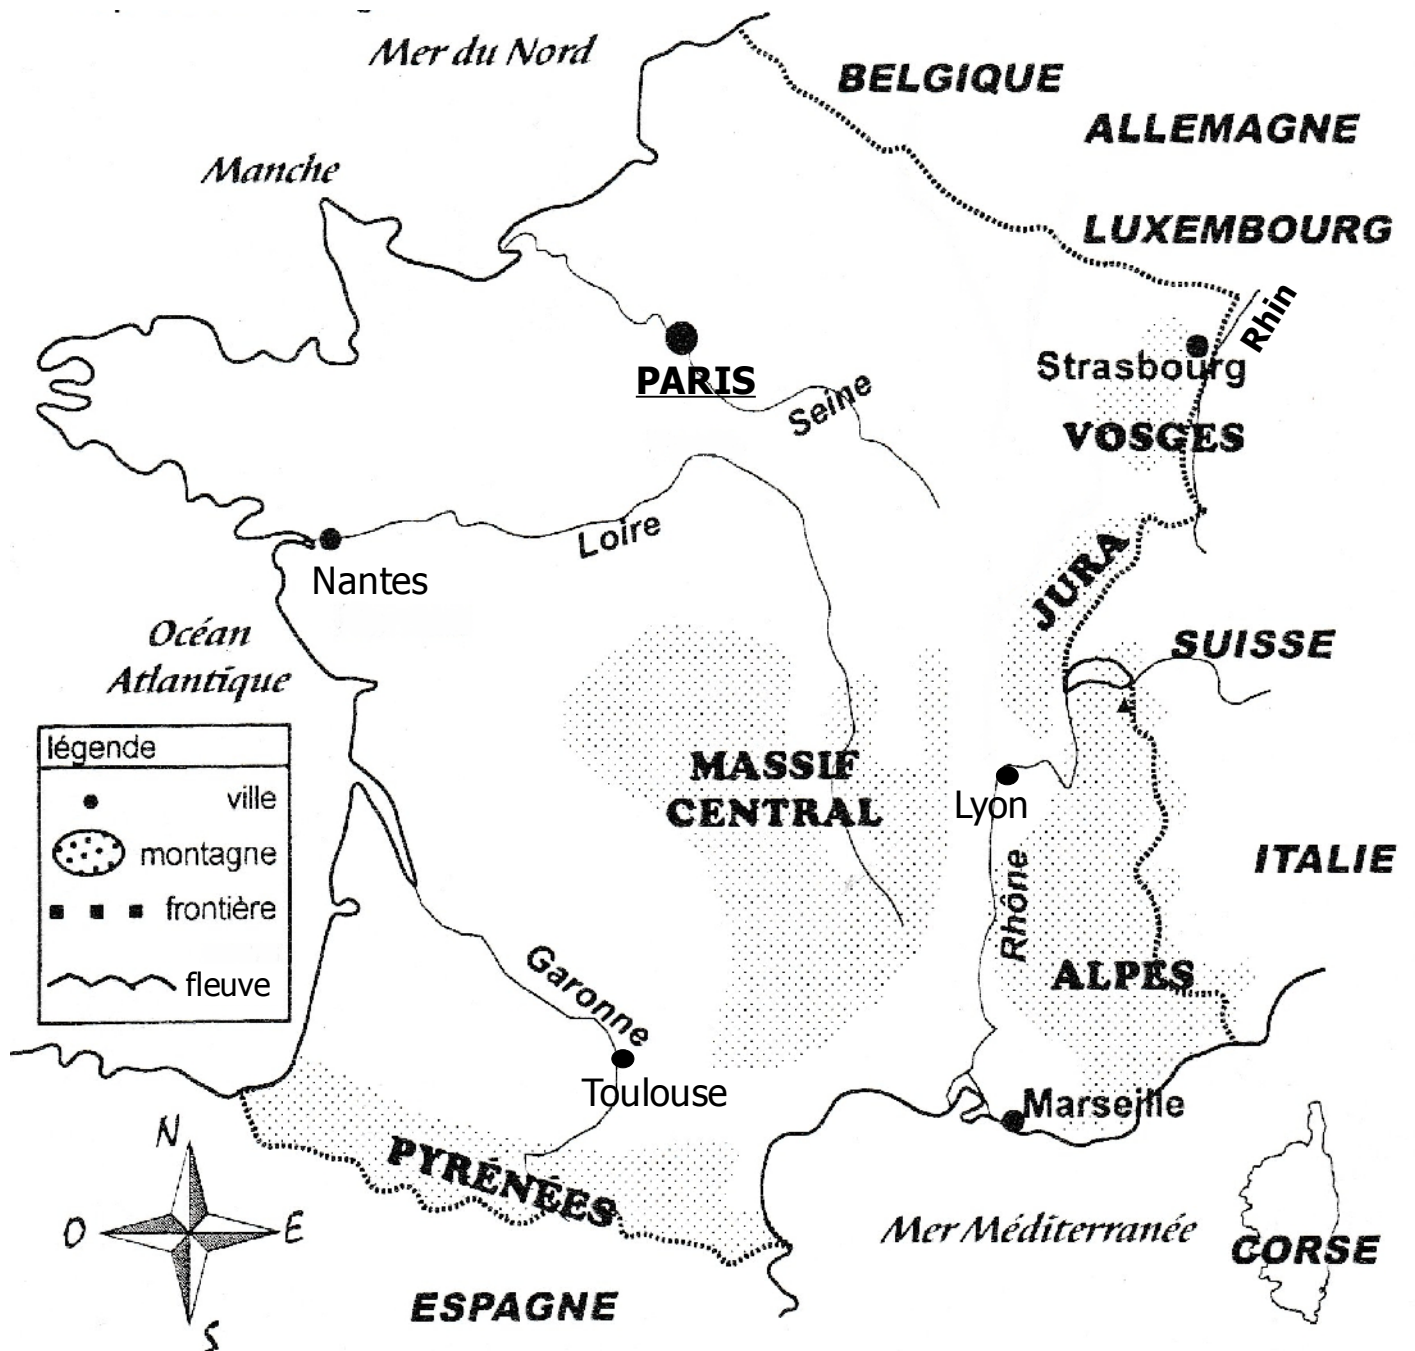 Mer du Nord
BELGIQUE
ALLEMAGNE
Manche
LUXEMBOURG
Rhin
Strasbourg
PARIS
Seine
VOSGES
Loire
Nantes
JURA
Océan
Atlantique
SUISSE
légende
ville
montagne
frontière
fleuve
MASSIF
CENTRAL
Lyon
ITALIE
Rhône
Garonne
ALPES
Toulouse
Marseille
PYRÉNÉES
N
O
E
S
Mer Méditerranée
CORSE
ESPAGNE